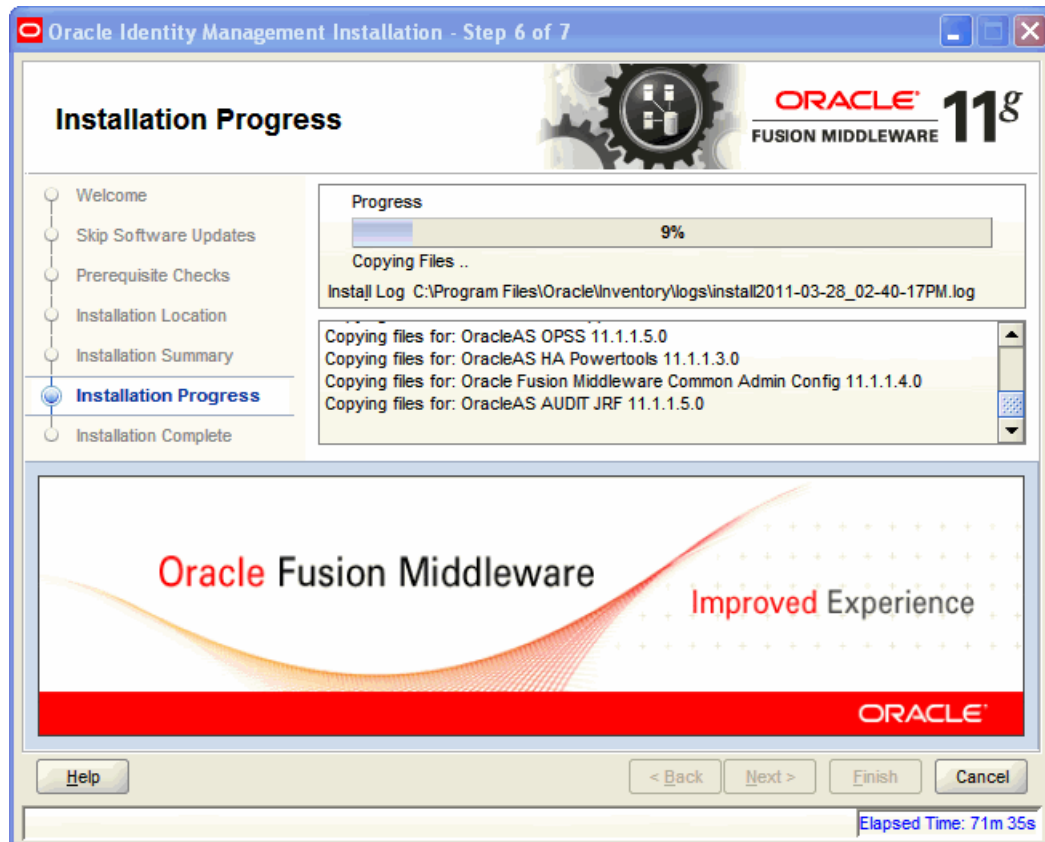 Oracle Identity Management Installation - Step 6 of 7
Installation Progress
ORACLE
FUSION MIDDLEWARE 11g
Welcome
Skip Software Updates
Prerequisite Checks
Installation Location
Installation Summary
Installation Progress
Installation Complete
Progress
9%
Copying Files ..
Install Log C:\Program Files\Oracle\Inventory\logs\install2011-03-28_02-40-17PM.log
Copying files for: OracleAS OPSS 11.1.1.5.0
Copying files for: OracleAS HA Powertools 11.1.1.3.0
Copying files for: Oracle Fusion Middleware Common Admin Config 11.1.1.4.0
Copying files for: OracleAS AUDIT JRF 11.1.1.5.0
Oracle Fusion Middleware
Improved Experience
ORACLE
Help < Back Next > Finish Cancel
Elapsed Time: 71m 35s